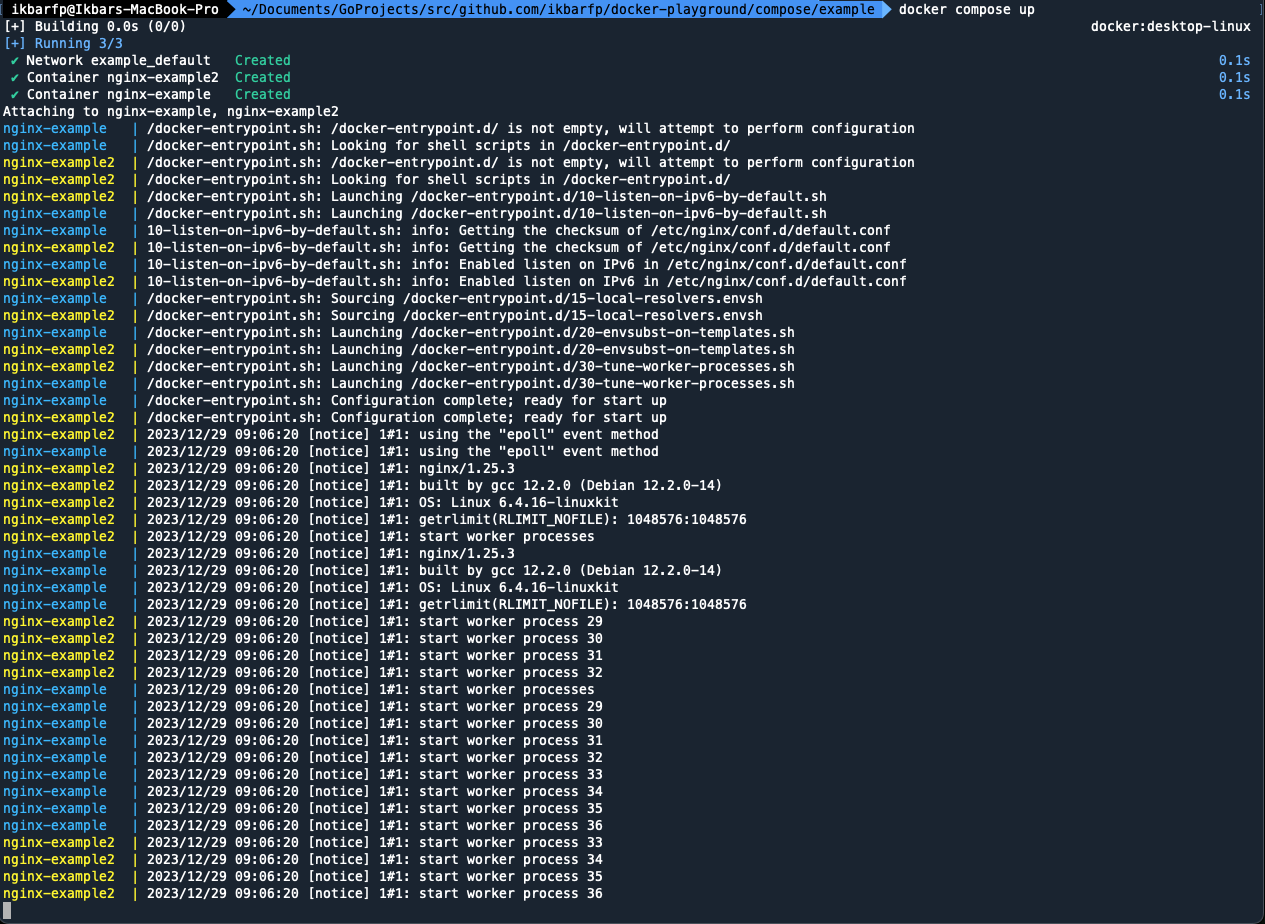 ikbarfp@Ikbars-MacBook-Pro ~/Documents/GoProjects/src/github.com/ikbarfp/docker-playground/compose/example docker compose up
[+] Building 0.0s (0/0) docker:desktop-linux
[+] Running 3/3
✔ Network example_default Created 0.1s
✔ Container nginx-example2 Created 0.1s
✔ Container nginx-example Created 0.1s
Attaching to nginx-example, nginx-example2
nginx-example | /docker-entrypoint.sh: /docker-entrypoint.d/ is not empty, will attempt to perform configuration
nginx-example | /docker-entrypoint.sh: Looking for shell scripts in /docker-entrypoint.d/
nginx-example2 | /docker-entrypoint.sh: /docker-entrypoint.d/ is not empty, will attempt to perform configuration
nginx-example2 | /docker-entrypoint.sh: Looking for shell scripts in /docker-entrypoint.d/
nginx-example2 | /docker-entrypoint.sh: Launching /docker-entrypoint.d/10-listen-on-ipv6-by-default.sh
nginx-example | /docker-entrypoint.sh: Launching /docker-entrypoint.d/10-listen-on-ipv6-by-default.sh
nginx-example | 10-listen-on-ipv6-by-default.sh: info: Getting the checksum of /etc/nginx/conf.d/default.conf
nginx-example2 | 10-listen-on-ipv6-by-default.sh: info: Getting the checksum of /etc/nginx/conf.d/default.conf
nginx-example | 10-listen-on-ipv6-by-default.sh: info: Enabled listen on IPv6 in /etc/nginx/conf.d/default.conf
nginx-example2 | 10-listen-on-ipv6-by-default.sh: info: Enabled listen on IPv6 in /etc/nginx/conf.d/default.conf
nginx-example | /docker-entrypoint.sh: Sourcing /docker-entrypoint.d/15-local-resolvers.envsh
nginx-example2 | /docker-entrypoint.sh: Sourcing /docker-entrypoint.d/15-local-resolvers.envsh
nginx-example | /docker-entrypoint.sh: Launching /docker-entrypoint.d/20-envsubst-on-templates.sh
nginx-example2 | /docker-entrypoint.sh: Launching /docker-entrypoint.d/20-envsubst-on-templates.sh
nginx-example2 | /docker-entrypoint.sh: Launching /docker-entrypoint.d/30-tune-worker-processes.sh
nginx-example | /docker-entrypoint.sh: Launching /docker-entrypoint.d/30-tune-worker-processes.sh
nginx-example | /docker-entrypoint.sh: Configuration complete; ready for start up
nginx-example2 | /docker-entrypoint.sh: Configuration complete; ready for start up
nginx-example2 | 2023/12/29 09:06:20 [notice] 1#1: using the "epoll" event method
nginx-example | 2023/12/29 09:06:20 [notice] 1#1: using the "epoll" event method
nginx-example2 | 2023/12/29 09:06:20 [notice] 1#1: nginx/1.25.3
nginx-example2 | 2023/12/29 09:06:20 [notice] 1#1: built by gcc 12.2.0 (Debian 12.2.0-14)
nginx-example2 | 2023/12/29 09:06:20 [notice] 1#1: OS: Linux 6.4.16-linuxkit
nginx-example2 | 2023/12/29 09:06:20 [notice] 1#1: getrlimit(RLIMIT_NOFILE): 1048576:1048576
nginx-example2 | 2023/12/29 09:06:20 [notice] 1#1: start worker processes
nginx-example | 2023/12/29 09:06:20 [notice] 1#1: nginx/1.25.3
nginx-example | 2023/12/29 09:06:20 [notice] 1#1: built by gcc 12.2.0 (Debian 12.2.0-14)
nginx-example | 2023/12/29 09:06:20 [notice] 1#1: OS: Linux 6.4.16-linuxkit
nginx-example | 2023/12/29 09:06:20 [notice] 1#1: getrlimit(RLIMIT_NOFILE): 1048576:1048576
nginx-example2 | 2023/12/29 09:06:20 [notice] 1#1: start worker process 29
nginx-example2 | 2023/12/29 09:06:20 [notice] 1#1: start worker process 30
nginx-example2 | 2023/12/29 09:06:20 [notice] 1#1: start worker process 31
nginx-example2 | 2023/12/29 09:06:20 [notice] 1#1: start worker process 32
nginx-example | 2023/12/29 09:06:20 [notice] 1#1: start worker processes
nginx-example | 2023/12/29 09:06:20 [notice] 1#1: start worker process 29
nginx-example | 2023/12/29 09:06:20 [notice] 1#1: start worker process 30
nginx-example | 2023/12/29 09:06:20 [notice] 1#1: start worker process 31
nginx-example | 2023/12/29 09:06:20 [notice] 1#1: start worker process 32
nginx-example | 2023/12/29 09:06:20 [notice] 1#1: start worker process 33
nginx-example | 2023/12/29 09:06:20 [notice] 1#1: start worker process 34
nginx-example | 2023/12/29 09:06:20 [notice] 1#1: start worker process 35
nginx-example | 2023/12/29 09:06:20 [notice] 1#1: start worker process 36
nginx-example2 | 2023/12/29 09:06:20 [notice] 1#1: start worker process 33
nginx-example2 | 2023/12/29 09:06:20 [notice] 1#1: start worker process 34
nginx-example2 | 2023/12/29 09:06:20 [notice] 1#1: start worker process 35
nginx-example2 | 2023/12/29 09:06:20 [notice] 1#1: start worker process 36